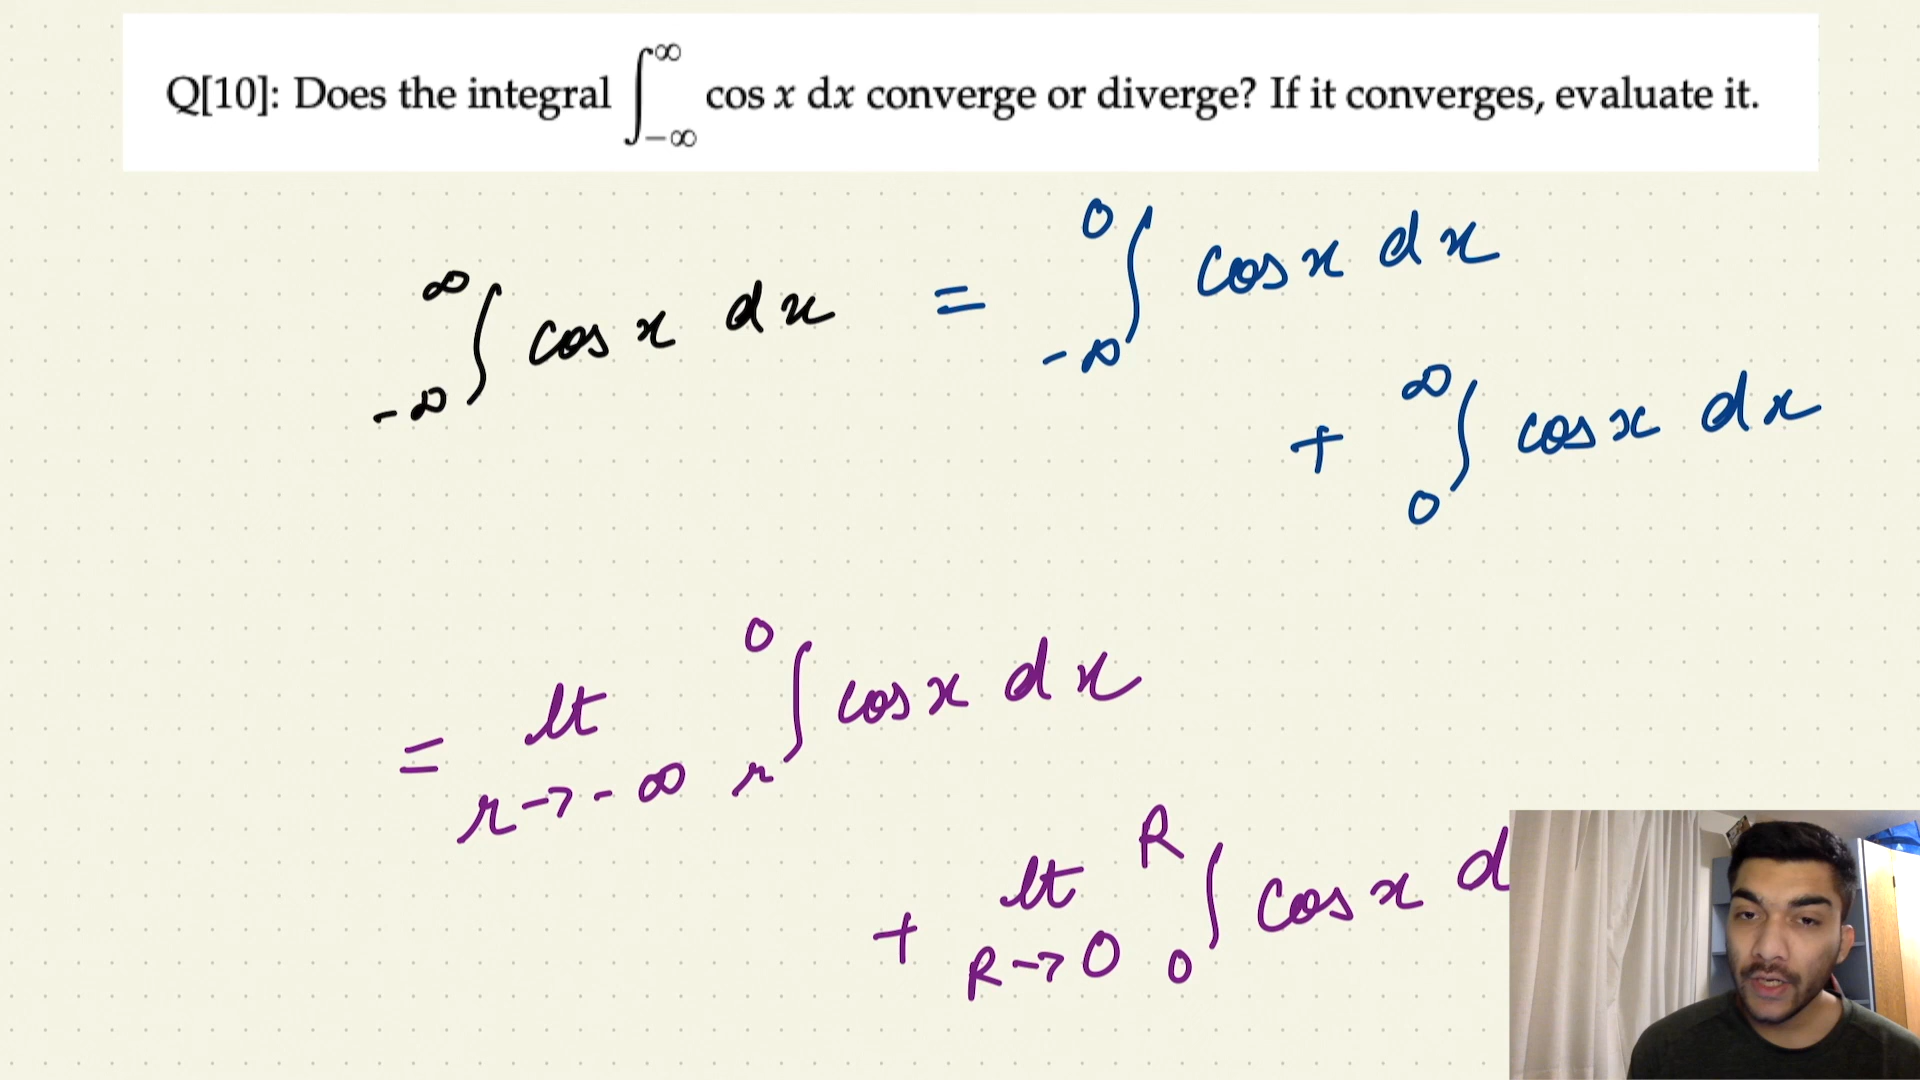 Q[10]: Does the integral ∫_{-∞}^{∞} cos x dx converge or diverge? If it converges, evaluate it.
∫_{-∞}^{∞} cos x dx = ∫_{-∞}^{0} cos x dx
+ ∫_{0}^{∞} cos x dx
= lt_{r→-∞} ∫_{r}^{0} cos x dx
+ lt_{R→0} ∫_{0}^{R} cos x d